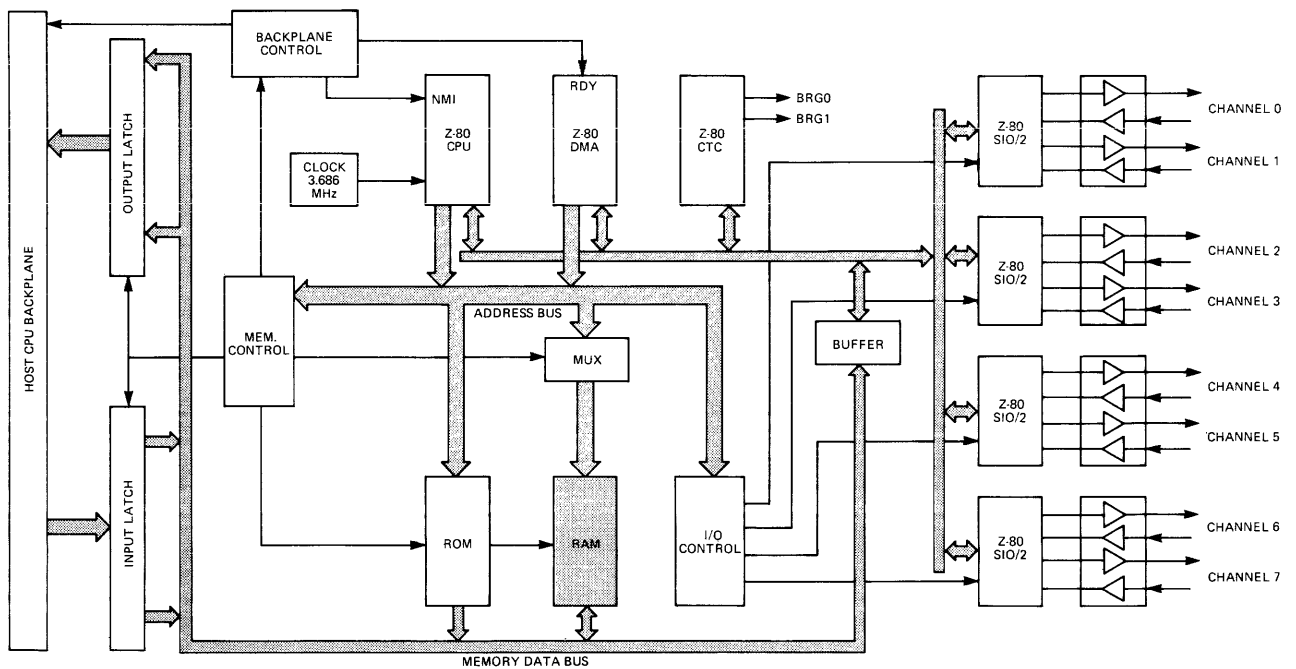 HOST CPU BACKPLANE
OUTPUT LATCH
INPUT LATCH
BACKPLANE
CONTROL
NMI
Z-80
CPU
CLOCK
3.686
MHz
RDY
Z-80
DMA
Z-80
CTC
BRG0
BRG1
MEM.
CONTROL
ADDRESS BUS
MUX
BUFFER
ROM
RAM
I/O
CONTROL
MEMORY DATA BUS
Z-80
SIO/2
CHANNEL 0
CHANNEL 1
Z-80
SIO/2
CHANNEL 2
CHANNEL 3
Z-80
SIO/2
CHANNEL 4
CHANNEL 5
Z-80
SIO/2
CHANNEL 6
CHANNEL 7